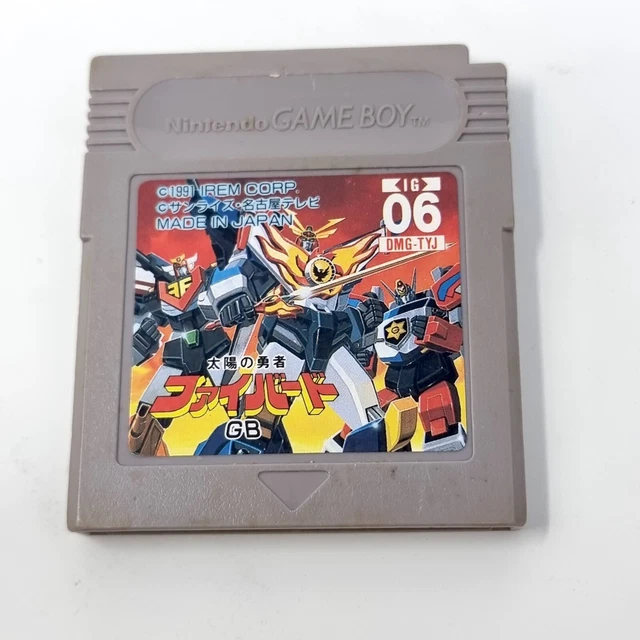 Nintendo GAME BOY™
©1991 IREM CORP.
©サンライズ・名古屋テレビ
MADE IN JAPAN
IG
06
DMG-TYJ
太陽の勇者
ファイバード
GB